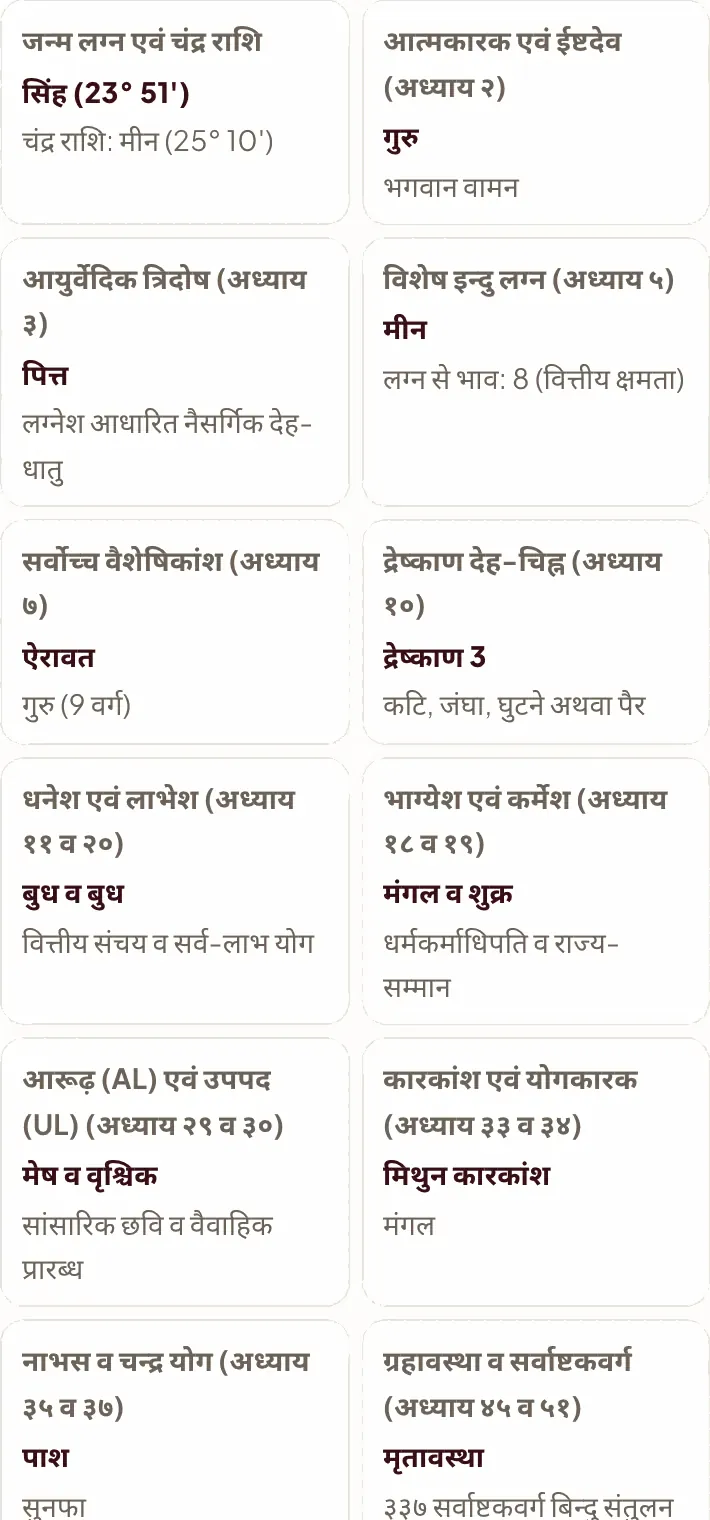 जन्म लग्न एवं चंद्र राशि
सिंह (23° 51')
चंद्र राशि: मीन (25° 10')
आत्मकारक एवं ईष्टदेव
(अध्याय २)
गुरु
भगवान वामन
आयुर्वेदिक त्रिदोष (अध्याय
३)
पित्त
लग्नेश आधारित नैसर्गिक देह-
धातु
विशेष इन्दु लग्न (अध्याय ५)
मीन
लग्न से भाव: 8 (वित्तीय क्षमता)
सर्वोच्च वैशेषिकांश (अध्याय
७)
ऐरावत
गुरु (9 वर्ग)
द्रेष्काण देह-चिह्न (अध्याय
१०)
द्रेष्काण 3
कटि, जंघा, घुटने अथवा पैर
धनेश एवं लाभेश (अध्याय
११ व २०)
बुध व बुध
वित्तीय संचय व सर्व-लाभ योग
भाग्येश एवं कर्मेश (अध्याय
१८ व १९)
मंगल व शुक्र
धर्मकर्माधिपति व राज्य-
सम्मान
आरूढ़ (AL) एवं उपपद
(UL) (अध्याय २९ व ३०)
मेष व वृश्चिक
सांसारिक छवि व वैवाहिक
प्रारब्ध
कारकांश एवं योगकारक
(अध्याय ३३ व ३४)
मिथुन कारकांश
मंगल
नाभस व चन्द्र योग (अध्याय
३५ व ३७)
पाश
सुनफा
ग्रहावस्था व सर्वाष्टकवर्ग
(अध्याय ४५ व ५१)
मृतावस्था
३३७ सर्वाष्टकवर्ग बिन्दु संतुलन